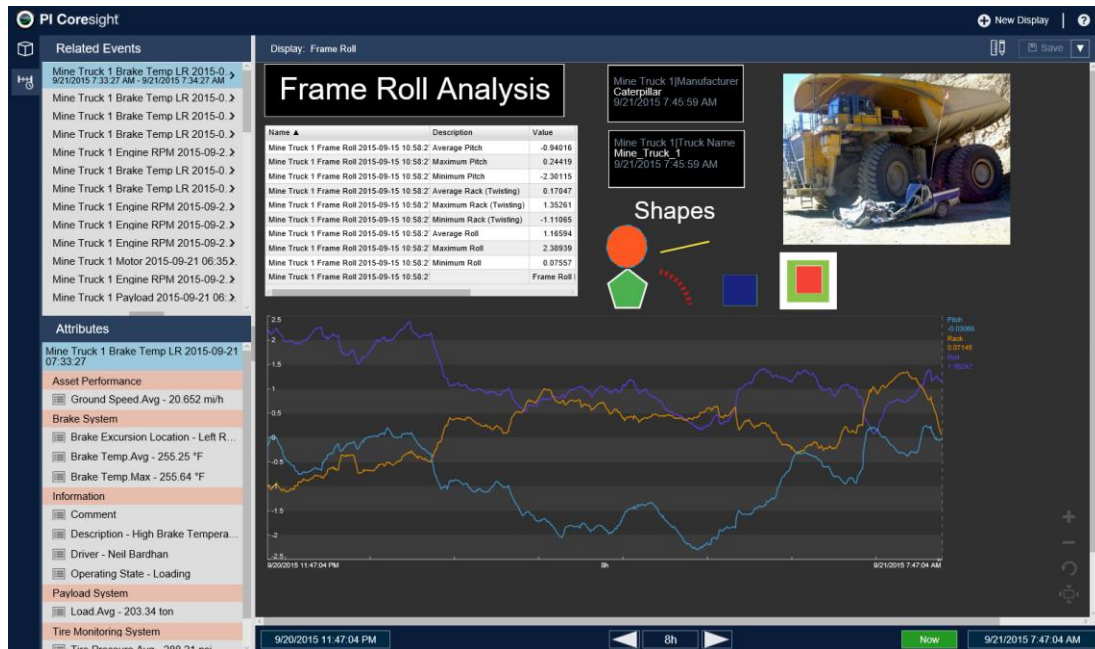 PI Coresight
New Display
?
Related Events
Mine Truck 1 Brake Temp LR 2015-0.
9/21/2015 7:33:27 AM - 9/21/2015 7:34:27 AM
Mine Truck 1 Brake Temp LR 2015-0.
Mine Truck 1 Brake Temp LR 2015-0.
Mine Truck 1 Brake Temp LR 2015-0.
Mine Truck 1 Engine RPM 2015-09-2.
Mine Truck 1 Brake Temp LR 2015-0.
Mine Truck 1 Brake Temp LR 2015-0.
Mine Truck 1 Engine RPM 2015-09-2.
Mine Truck 1 Engine RPM 2015-09-2.
Mine Truck 1 Engine RPM 2015-09-2.
Mine Truck 1 Motor 2015-09-21 06:35
Mine Truck 1 Engine RPM 2015-09-2.
Mine Truck 1 Payload 2015-09-21 06:
Attributes
Mine Truck 1 Brake Temp LR 2015-09-21
07:33:27
Asset Performance
Ground Speed.Avg - 20.652 mi/h
Brake System
Brake Excursion Location - Left R...
Brake Temp.Avg - 255.25 °F
Brake Temp.Max - 255.64 °F
Information
Comment
Description - High Brake Tempera...
Driver - Neil Bardhan
Operating State - Loading
Payload System
Load.Avg - 203.34 ton
Tire Monitoring System
Display: Frame Roll
Save
Frame Roll Analysis
Mine Truck 1|Manufacturer
Caterpillar
9/21/2015 7:45:59 AM
Mine Truck 1|Truck Name
Mine_Truck_1
9/21/2015 7:45:59 AM
Name ▲ Description Value
Mine Truck 1 Frame Roll 2015-09-15 10:58:2 Average Pitch -0.94016
Mine Truck 1 Frame Roll 2015-09-15 10:58:2 Maximum Pitch 0.24419
Mine Truck 1 Frame Roll 2015-09-15 10:58:2 Minimum Pitch -2.30115
Mine Truck 1 Frame Roll 2015-09-15 10:58:2 Average Rack (Twisting) 0.17047
Mine Truck 1 Frame Roll 2015-09-15 10:58:2 Maximum Rack (Twisting) 1.35261
Mine Truck 1 Frame Roll 2015-09-15 10:58:2 Minimum Rack (Twisting) -1.11065
Mine Truck 1 Frame Roll 2015-09-15 10:58:2 Average Roll 1.16594
Mine Truck 1 Frame Roll 2015-09-15 10:58:2 Maximum Roll 2.38939
Mine Truck 1 Frame Roll 2015-09-15 10:58:2 Minimum Roll 0.07557
Mine Truck 1 Frame Roll 2015-09-15 10:58:2 Frame Roll
Shapes
2.5
2
1.5
1
0.5
0
-0.5
-1
-1.5
-2
-2.5
9/20/2015 11:47:04 PM
8h
9/21/2015 7:47:04 AM
Pitch
Rack
0.07145
Roll
9/20/2015 11:47:04 PM
8h
Now
9/21/2015 7:47:04 AM